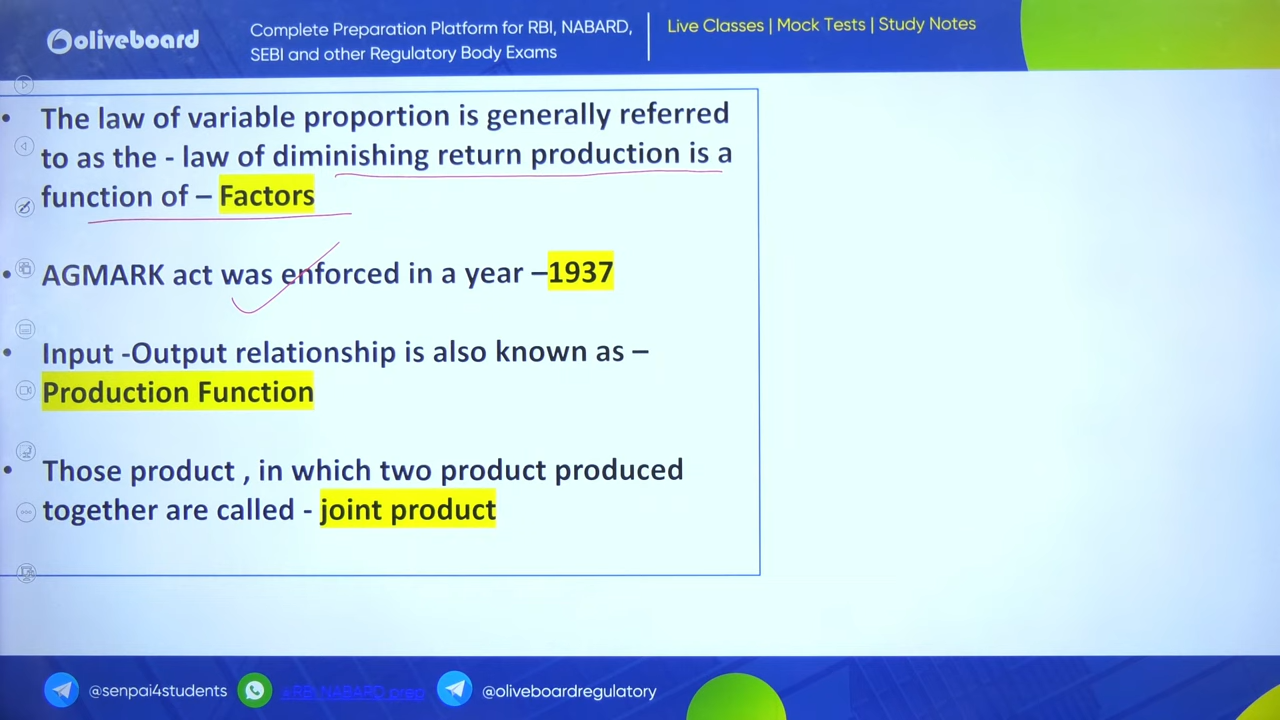 oliveboard
Complete Preparation Platform for RBI, NABARD,
SEBI and other Regulatory Body Exams
Live Classes | Mock Tests | Study Notes
• The law of variable proportion is generally referred
to as the - law of diminishing return production is a
function of – Factors
• AGMARK act was enforced in a year –1937
• Input -Output relationship is also known as –
Production Function
• Those product , in which two product produced
together are called - joint product
@senpai4students
#RBI NABARD prep
@oliveboardregulatory